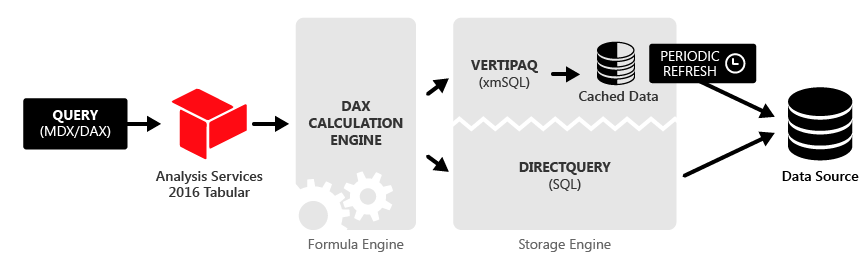 QUERY
(MDX/DAX)
Analysis Services
2016 Tabular
DAX
CALCULATION
ENGINE
Formula Engine
VERTIPAQ
(xmSQL)
Cached Data
PERIODIC
REFRESH
DIRECTQUERY
(SQL)
Storage Engine
Data Source